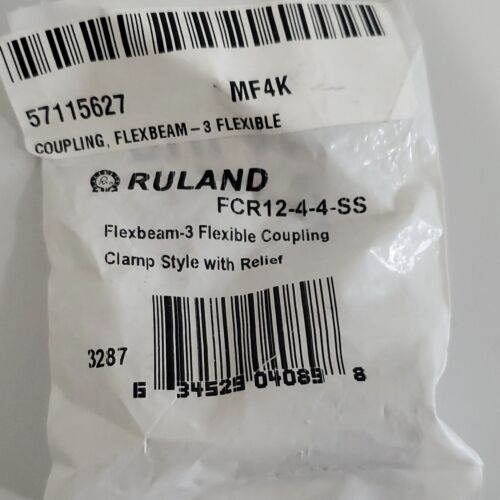 57115627 MF4K
COUPLING, FLEXBEAM-3 FLEXIBLE
RULAND
FCR12-4-4-SS
Flexbeam-3 Flexible Coupling
Clamp Style with Relief
3287
6 34529 04089 8